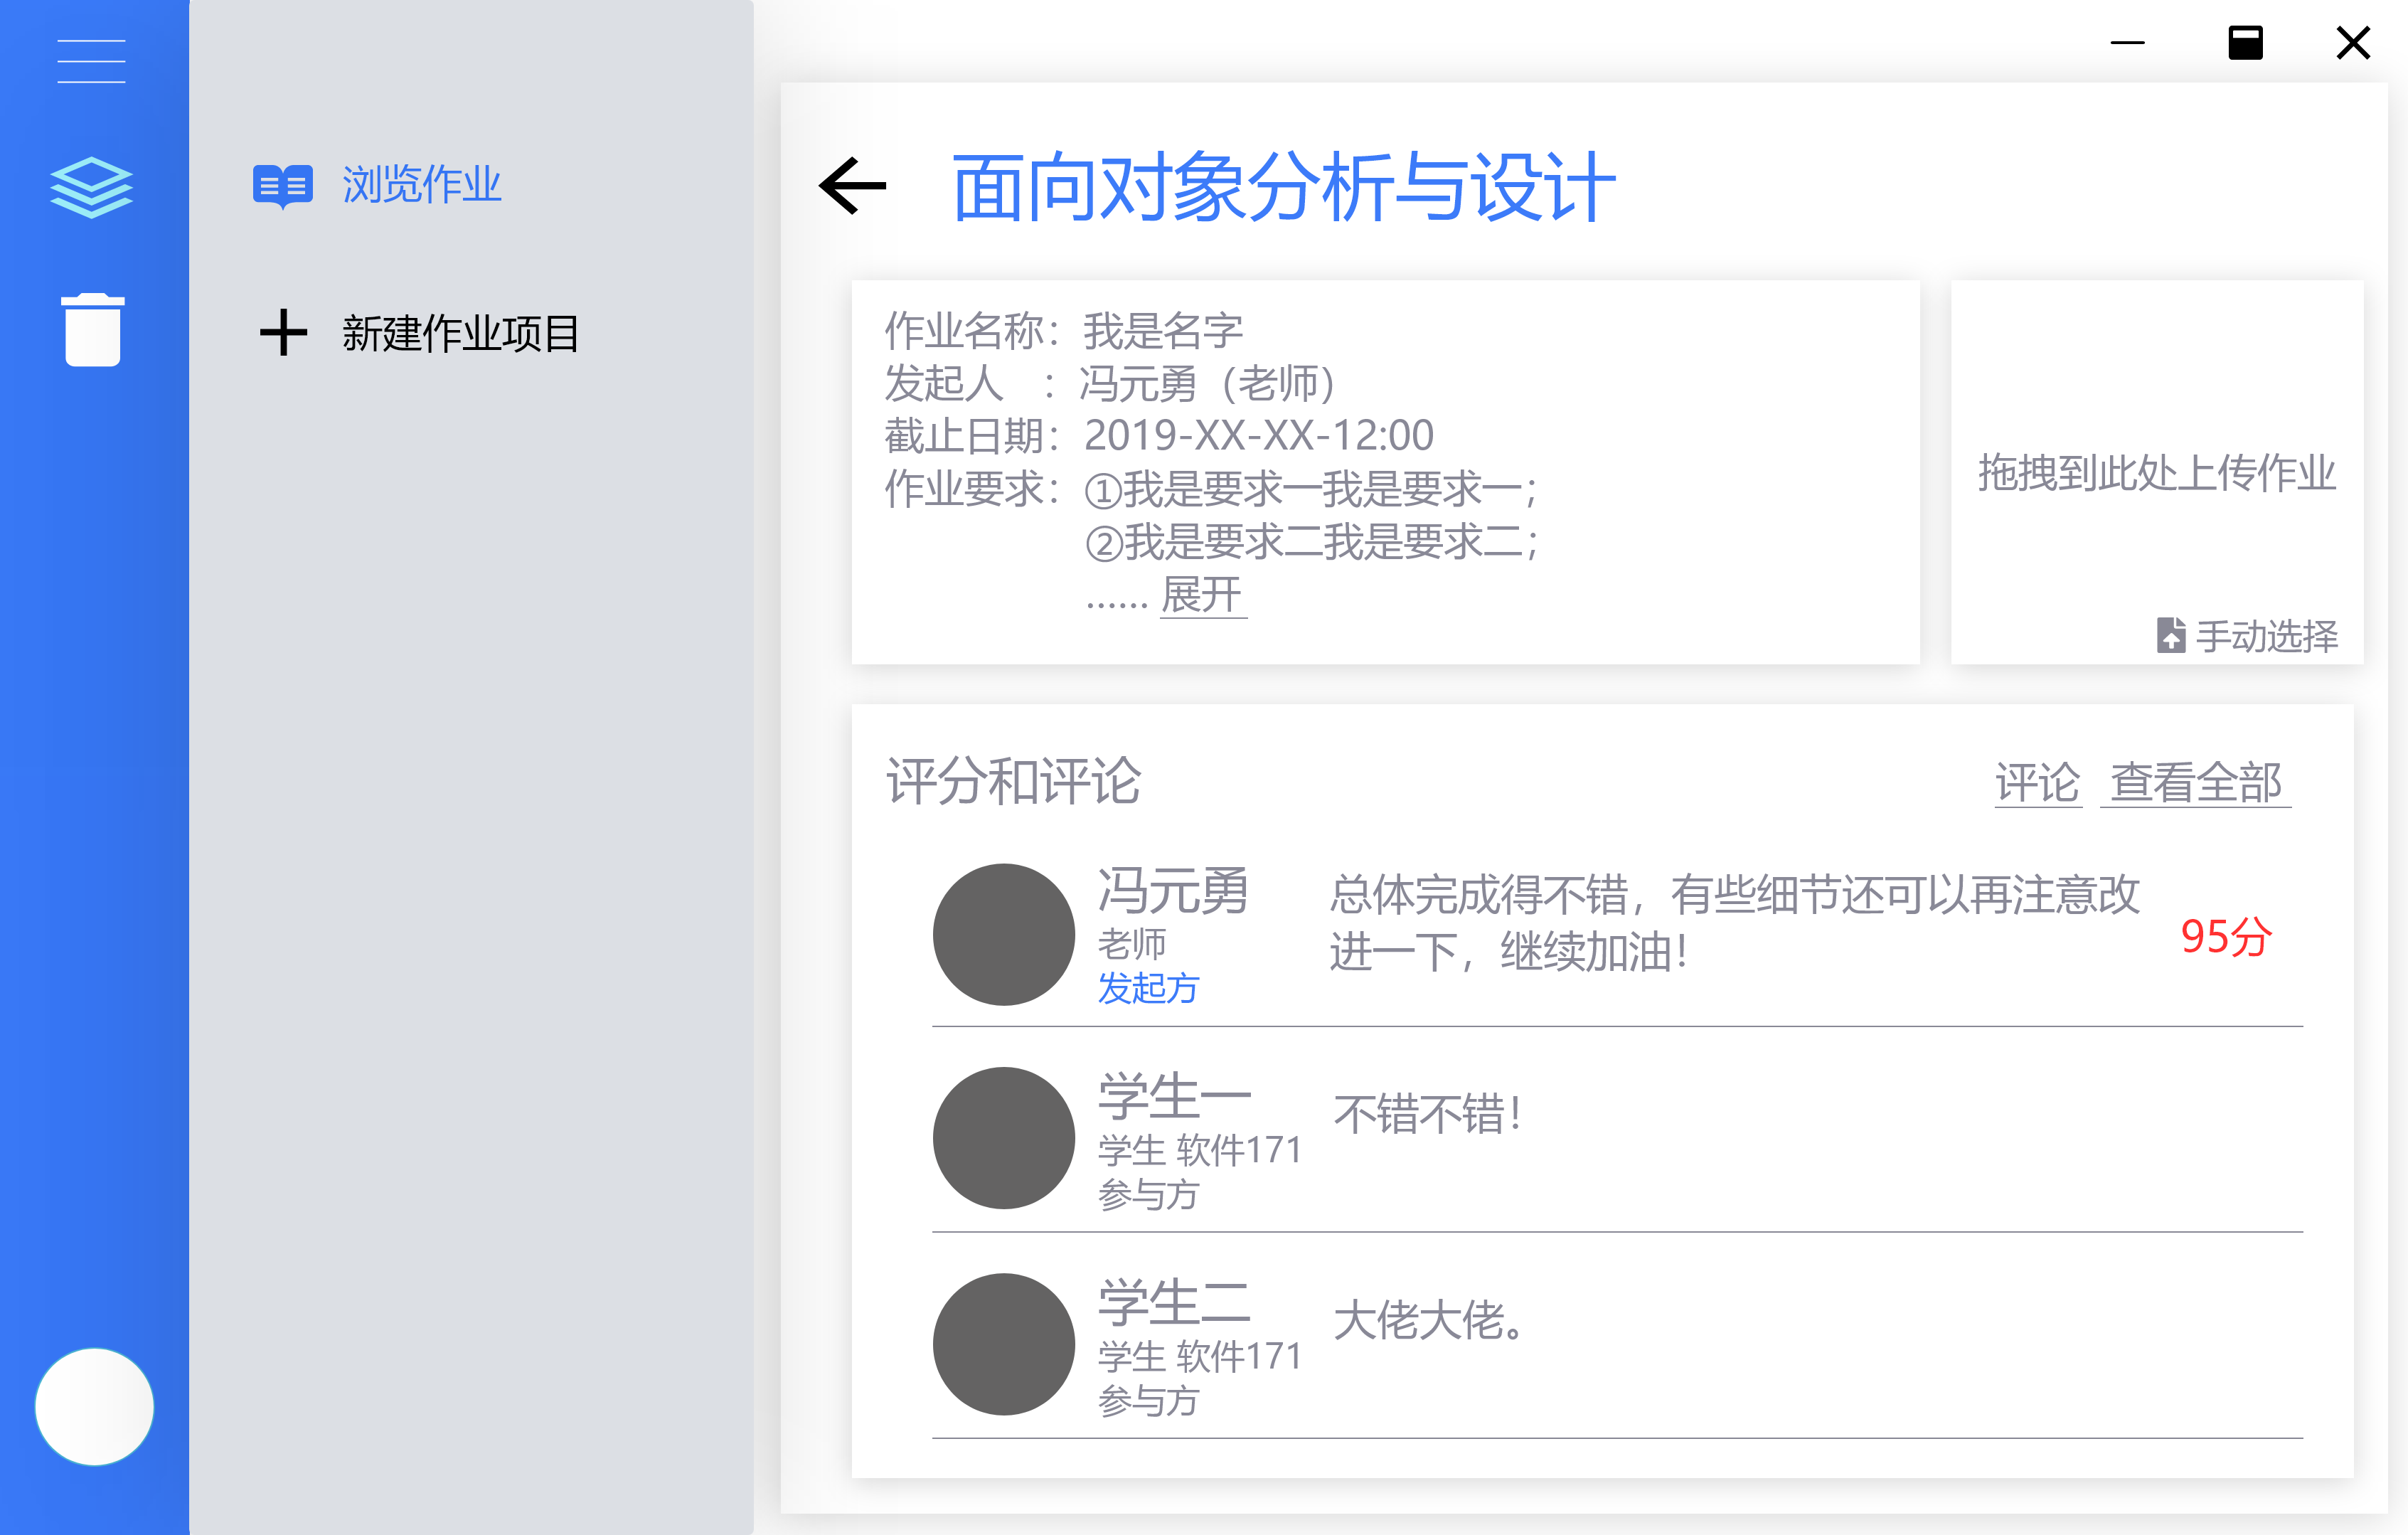 浏览作业
新建作业项目
面向对象分析与设计
作业名称：我是名字
发起人　：冯元勇（老师）
截止日期：2019-XX-XX-12:00
作业要求：①我是要求一我是要求一；
②我是要求二我是要求二；
...... 展开
拖拽到此处上传作业
手动选择
评分和评论
评论 查看全部
冯元勇
老师
发起方
总体完成得不错，有些细节还可以再注意改
进一下，继续加油！
95分
学生一
学生 软件171
参与方
不错不错！
学生二
学生 软件171
参与方
大佬大佬。